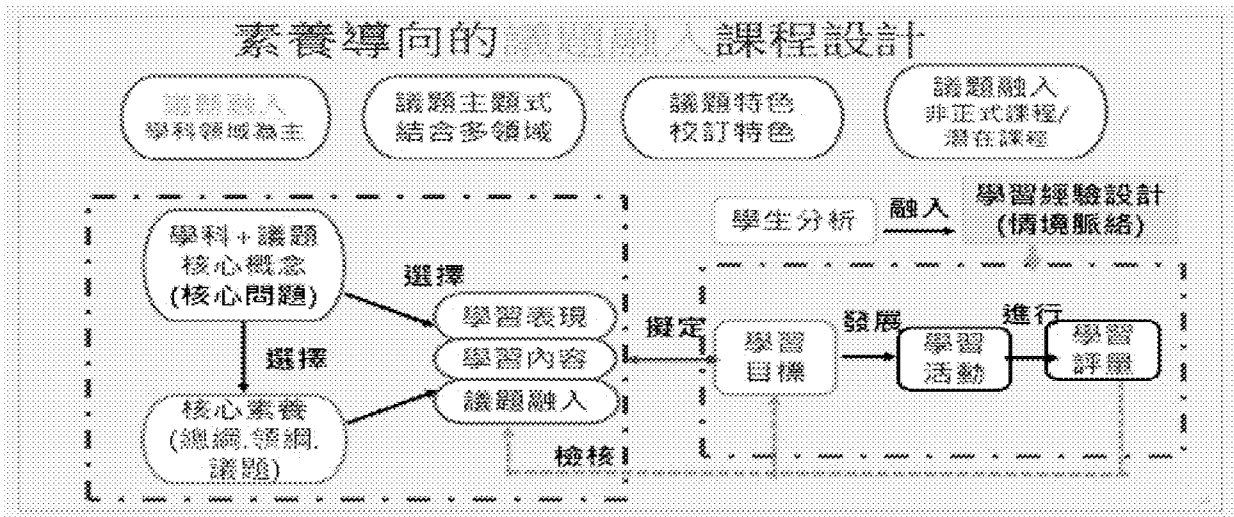 素養導向的議題融入課程設計
議題融入
學科領域為主
議題主題式
結合多領域
議題特色
校訂特色
議題融入
非正式課程/
潛在課程
學科+議題
核心概念
(核心問題)
選擇
選擇
核心素養
(總綱.領綱.
議題)
學習表現
學習內容
議題融入
擬定
檢核
學生分析
融入
學習經驗設計
(情境脈絡)
學習
目標
發展
學習
活動
進行
學習
評量